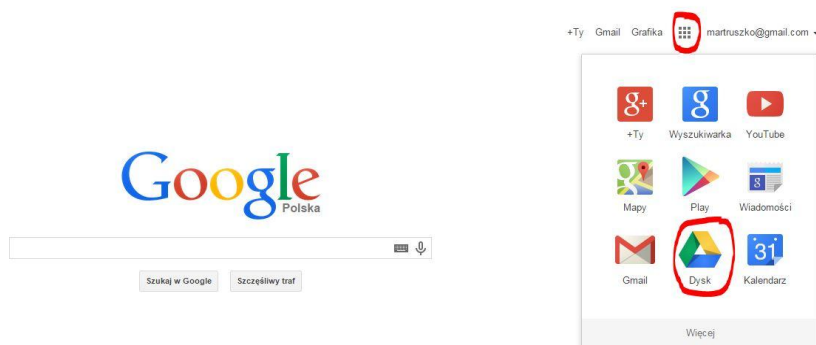 +Ty Gmail Grafika martruszko@gmail.com
Google
Polska
Szukaj w Google Szczęśliwy traf
g+ g
+Ty Wyszukiwarka YouTube
8
Mapy Play Wiadomości
31
Gmail Dysk Kalendarz
Więcej